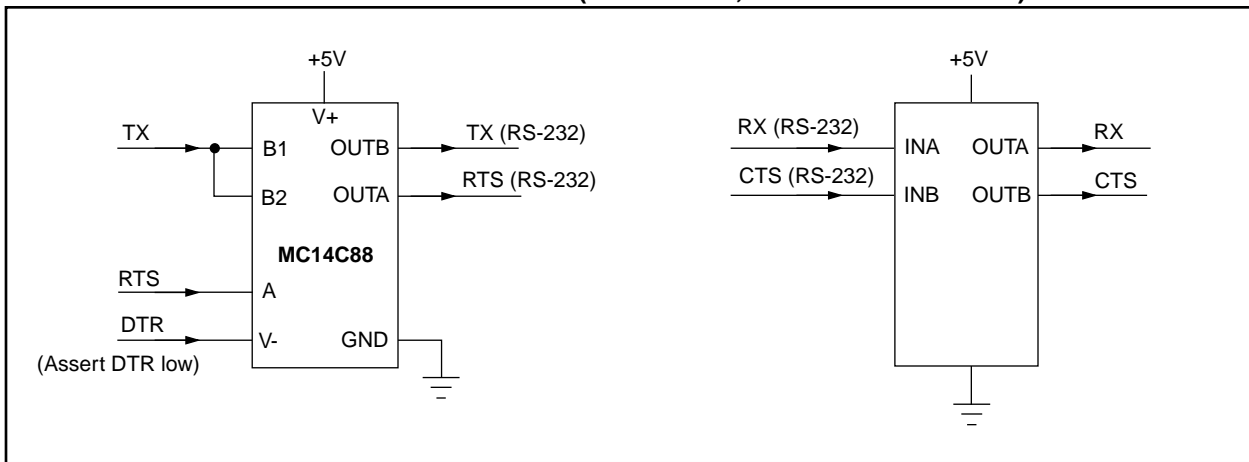 +5V
V+
TX
B1
OUTB
TX (RS-232)
B2
OUTA
RTS (RS-232)
MC14C88
RTS
A
DTR
V-
GND
(Assert DTR low)
+5V
RX (RS-232)
INA
OUTA
RX
CTS (RS-232)
INB
OUTB
CTS